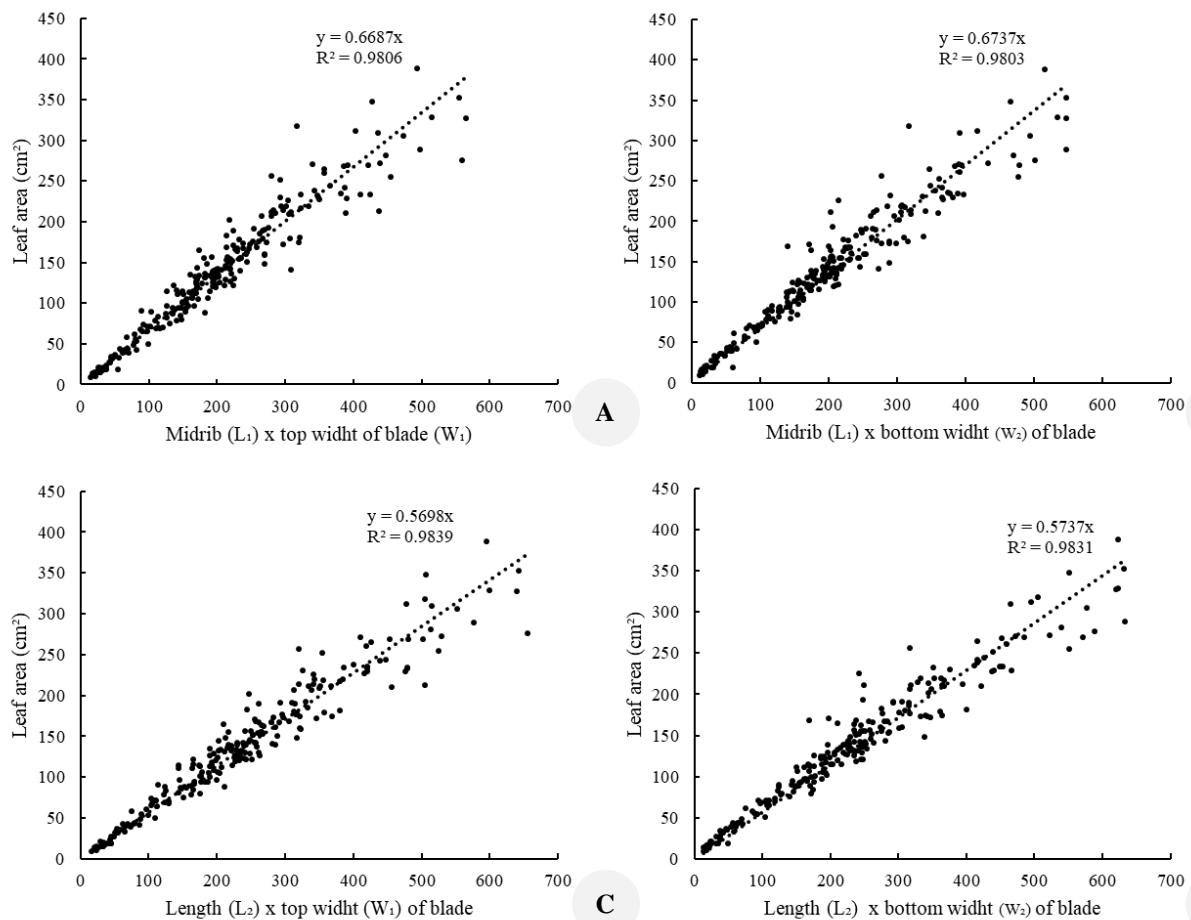 450
400
350
300
250
200
150
100
50
0
Leaf area (cm²)
y = 0.6687x
R² = 0.9806
0 100 200 300 400 500 600 700
Midrib (L₁) x top widht of blade (W₁)
A
450
400
350
300
250
200
150
100
50
0
Leaf area (cm²)
y = 0.6737x
R² = 0.9803
0 100 200 300 400 500 600 700
Midrib (L₁) x bottom widht (W₂) of blade
450
400
350
300
250
200
150
100
50
0
Leaf area (cm²)
y = 0.5698x
R² = 0.9839
0 100 200 300 400 500 600 700
Length (L₂) x top widht (W₁) of blade
C
450
400
350
300
250
200
150
100
50
0
Leaf area (cm²)
y = 0.5737x
R² = 0.9831
0 100 200 300 400 500 600 700
Length (L₂) x bottom widht (W₂) of blade